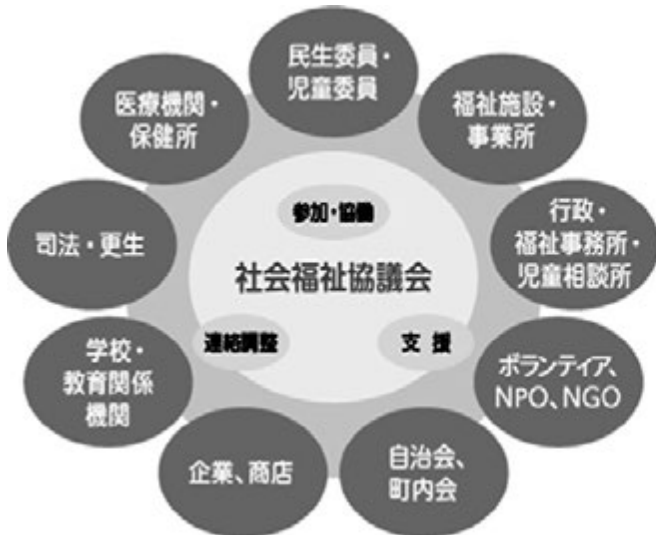 民生委員・
児童委員
医療機関・
保健所
福祉施設・
事業所
参加・協働
司法・更生
行政・
福祉事務所・
児童相談所
社会福祉協議会
連絡調整
支 援
学校・
教育関係
機関
ボランティア、
NPO、NGO
企業、商店
自治会、
町内会